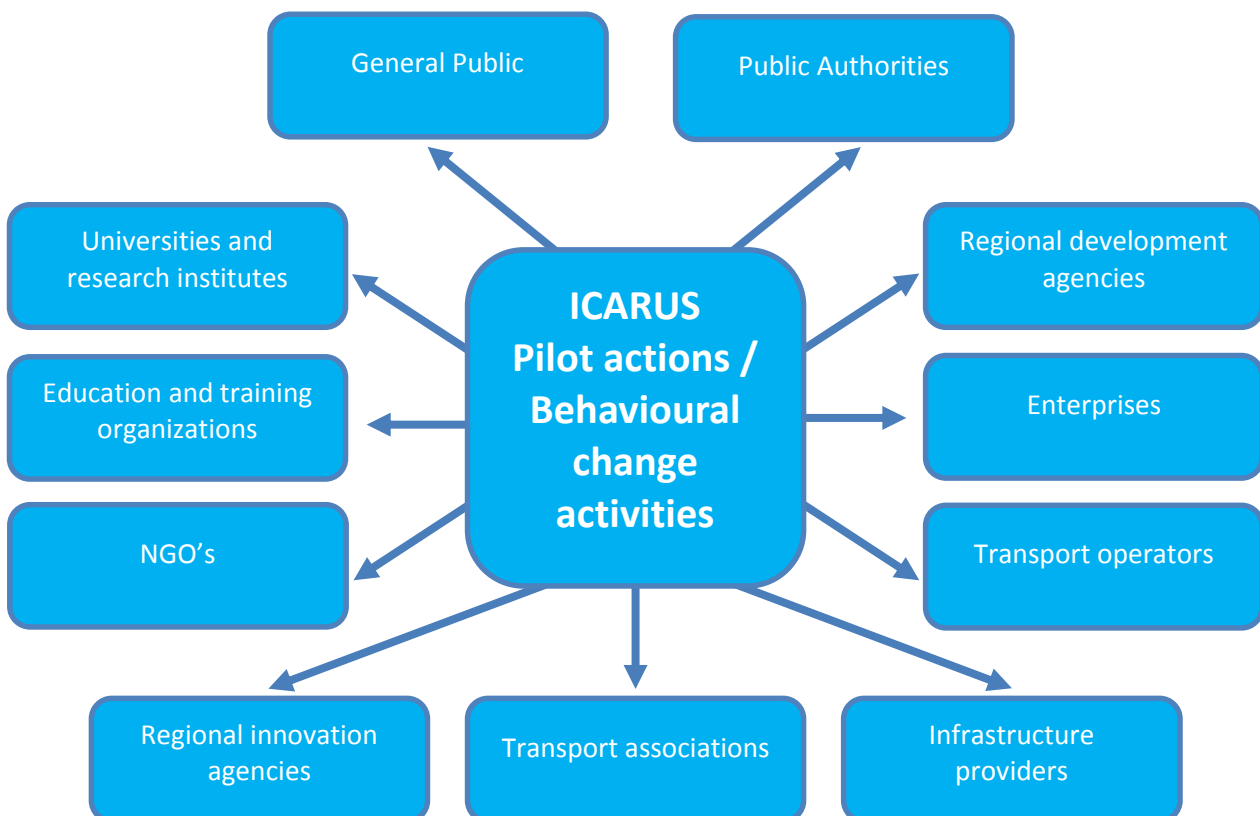 General Public
Public Authorities
Universities and
research institutes
Regional development
agencies
ICARUS
Pilot actions /
Behavioural
change
activities
Education and training
organizations
Enterprises
NGO’s
Transport operators
Regional innovation
agencies
Transport associations
Infrastructure
providers